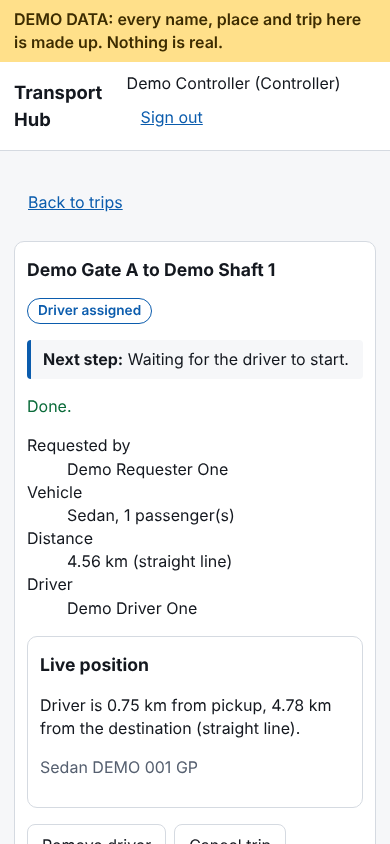 DEMO DATA: every name, place and trip here
is made up. Nothing is real.
Transport
Hub
Demo Controller (Controller)
Sign out
Back to trips
Demo Gate A to Demo Shaft 1
Driver assigned
Next step: Waiting for the driver to start.
Done.
Requested by
Demo Requester One
Vehicle
Sedan, 1 passenger(s)
Distance
4.56 km (straight line)
Driver
Demo Driver One
Live position
Driver is 0.75 km from pickup, 4.78 km
from the destination (straight line).
Sedan DEMO 001 GP
Remove driver
Cancel trip